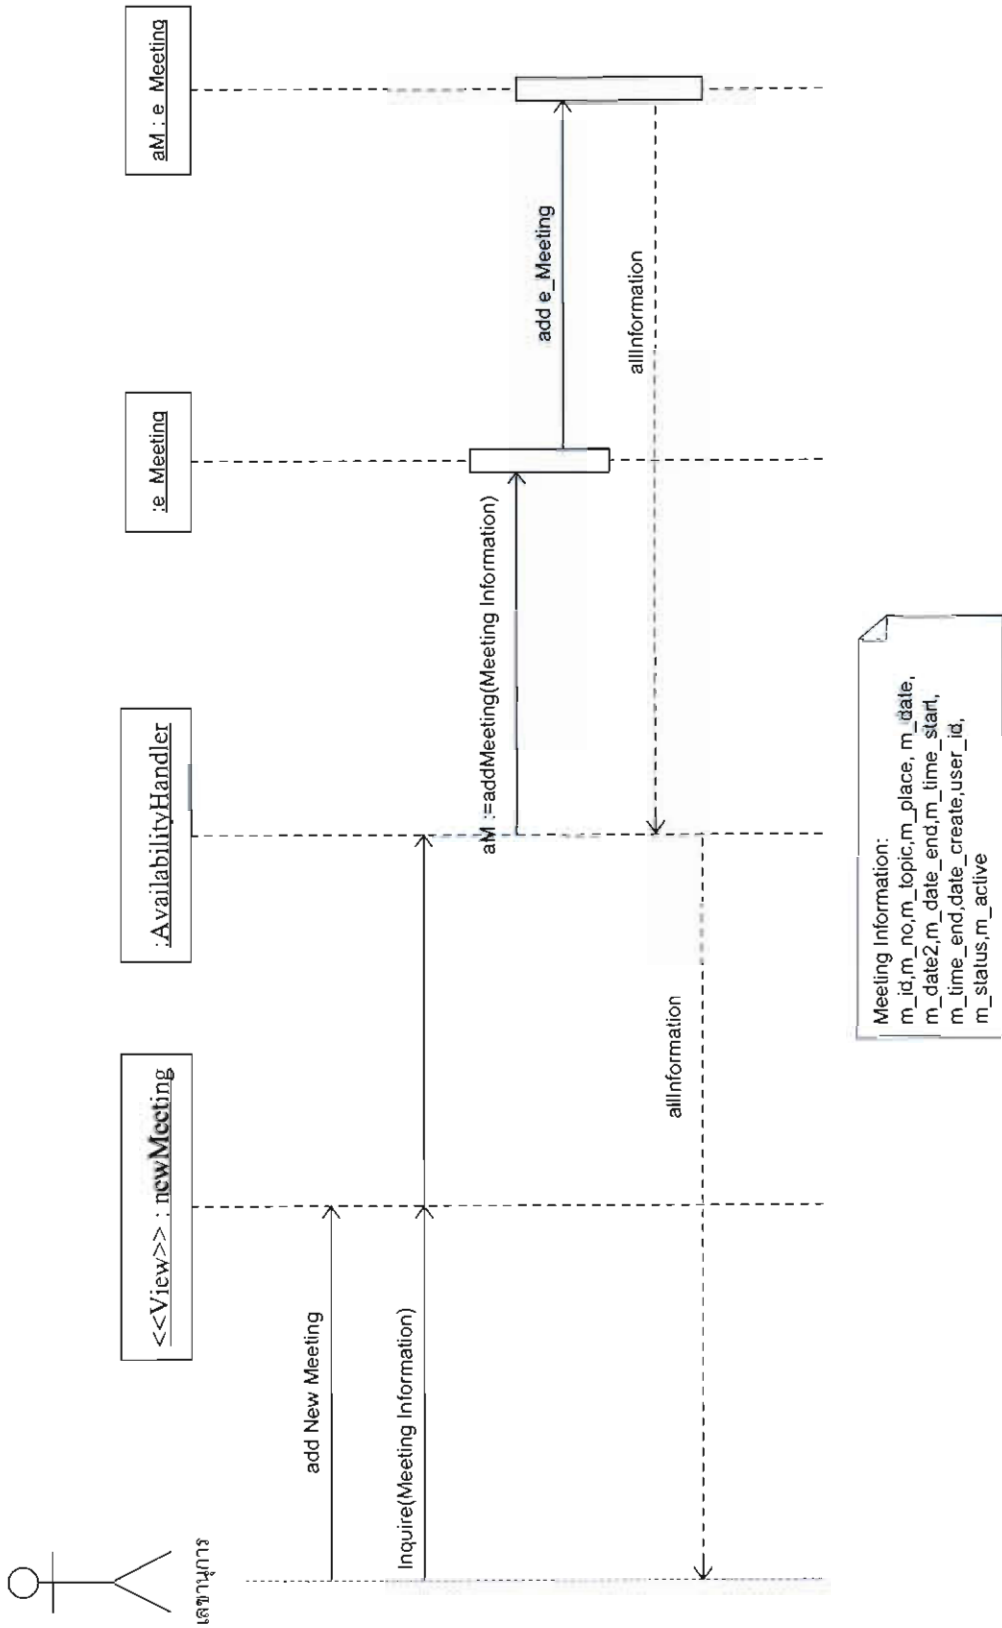 เลขานุการ
<<View>> : newMeeting
:AvailabilityHandler
:e_Meeting
aM : e_Meeting
add New Meeting
Inquire(Meeting Information)
aM :=addMeeting(Meeting Information)
add e_Meeting
allInformation
allInformation
Meeting Information:
m_id,m_no,m_topic,m_place, m_date,
m_date2,m_date_end,m_time_start,
m_time_end,date_create,user_id,
m_status,m_active